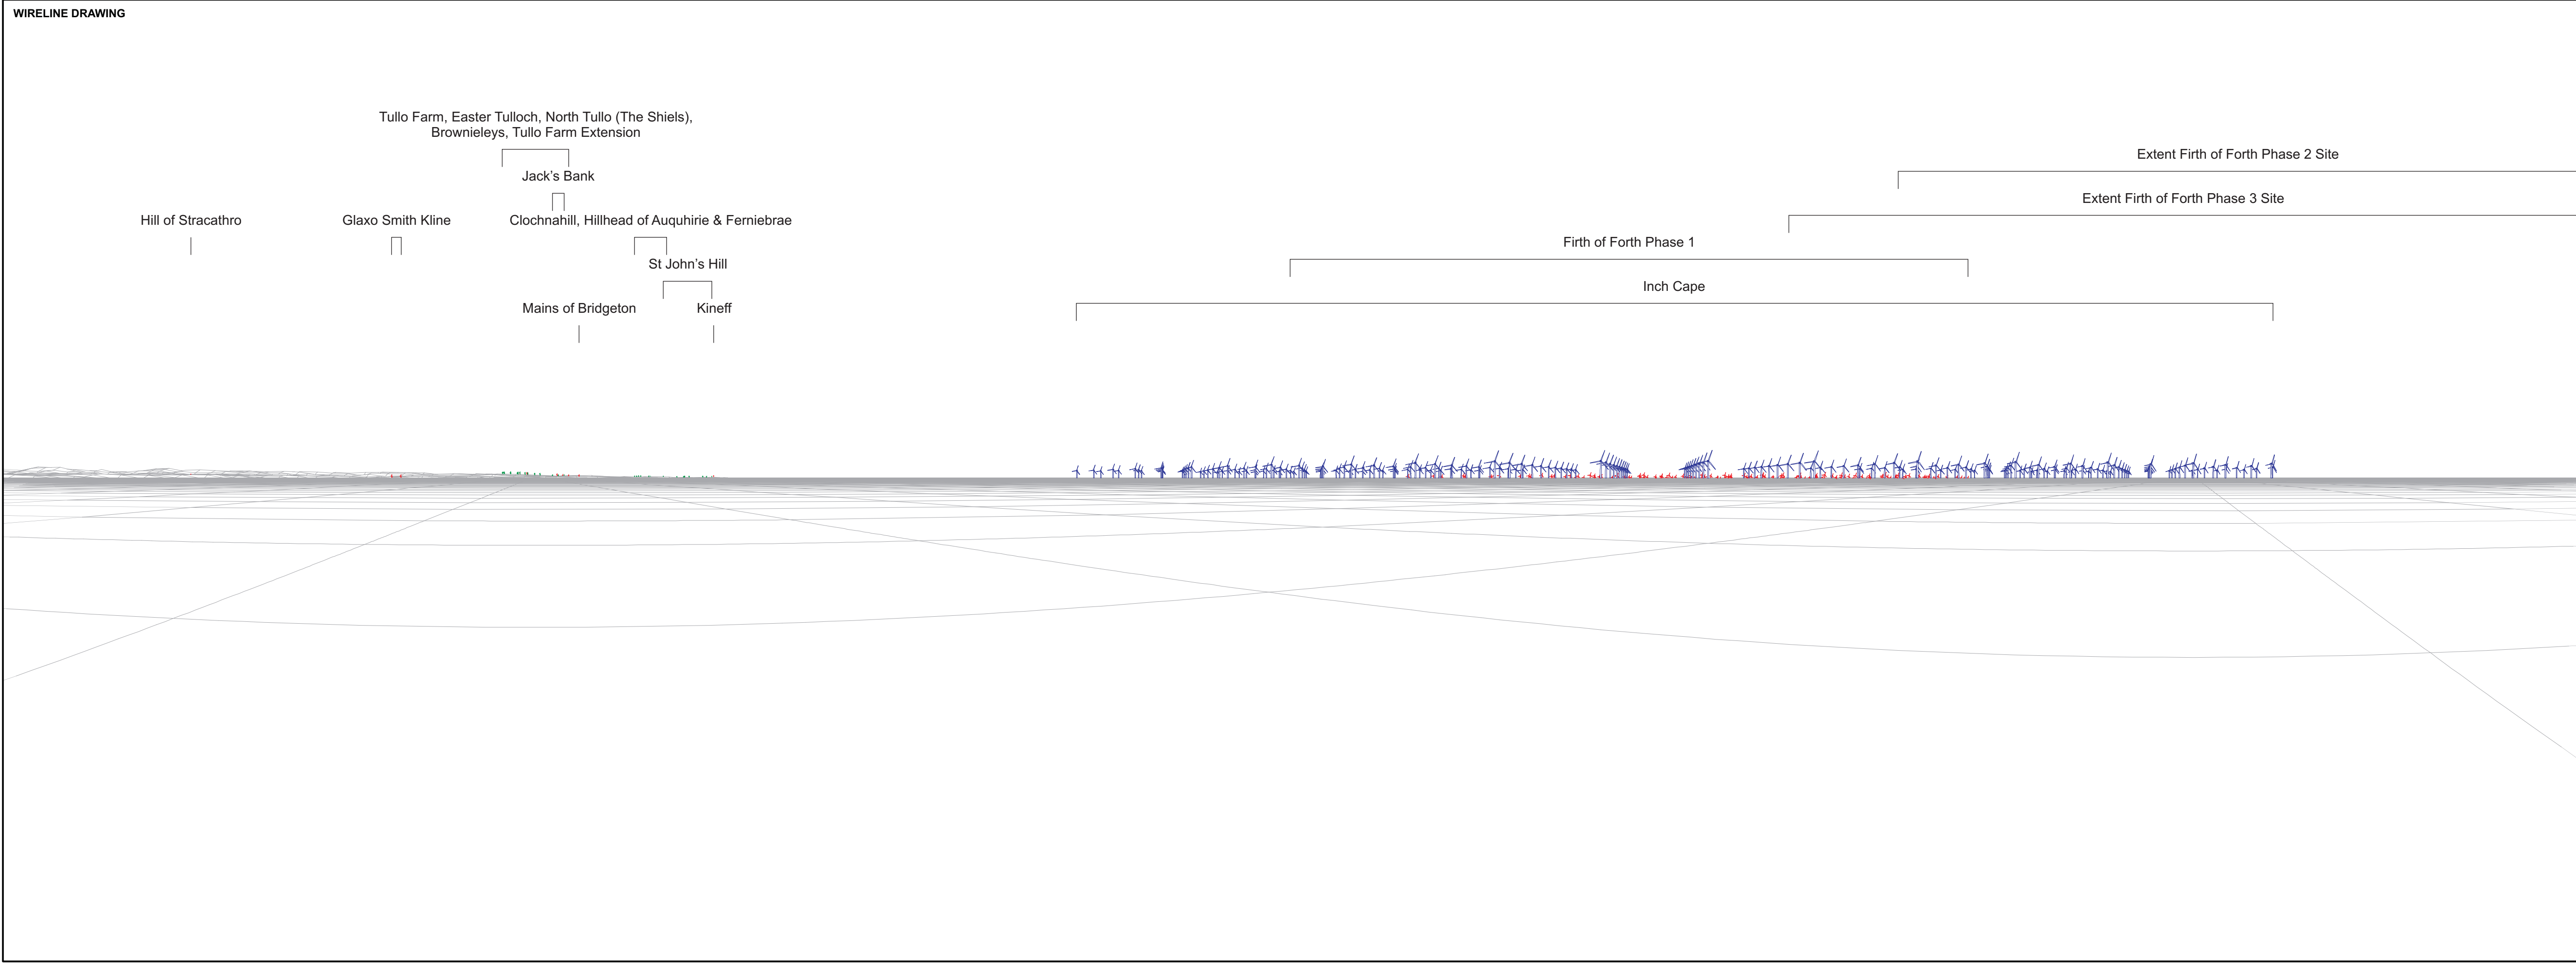 WIRELINE DRAWING
Tullo Farm, Easter Tulloch, North Tullo (The Shiels),
Brownieleys, Tullo Farm Extension
Jack's Bank
Hill of Stracathro
Glaxo Smith Kline
Clochnahill, Hillhead of Auquhirie & Ferniebrae
St John's Hill
Mains of Bridgeton
Kineff
Extent Firth of Forth Phase 2 Site
Extent Firth of Forth Phase 3 Site
Firth of Forth Phase 1
Inch Cape